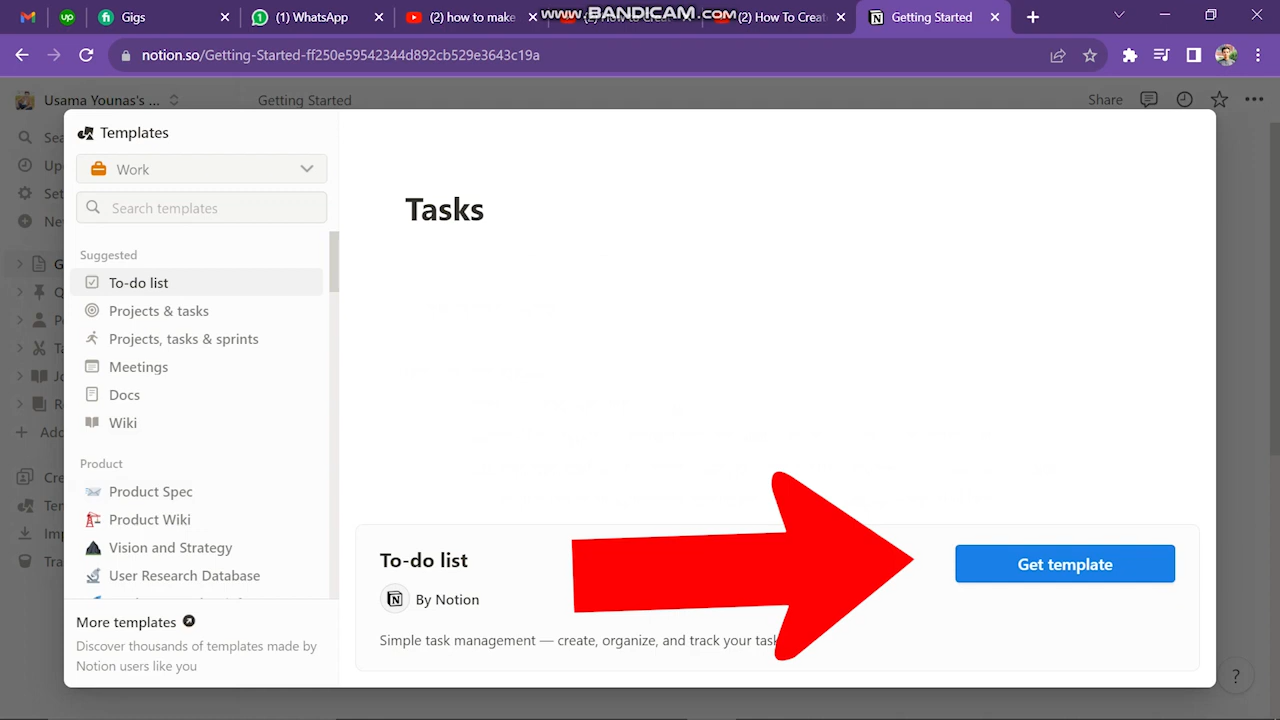 Gigs
(1) WhatsApp
(2) how to make
www.BANDICAM.com
(2) How To Creat
Getting Started
notion.so/Getting-Started-ff250e59542344d892cb529e3643c19a
Usama Younas's ...
Getting Started
Share
Templates
Work
Search templates
Suggested
To-do list
Projects & tasks
Projects, tasks & sprints
Meetings
Docs
Wiki
Product
Product Spec
Product Wiki
Vision and Strategy
User Research Database
More templates
Discover thousands of templates made by
Notion users like you
Tasks
To-do list
By Notion
Simple task management — create, organize, and track your task
Get template
?